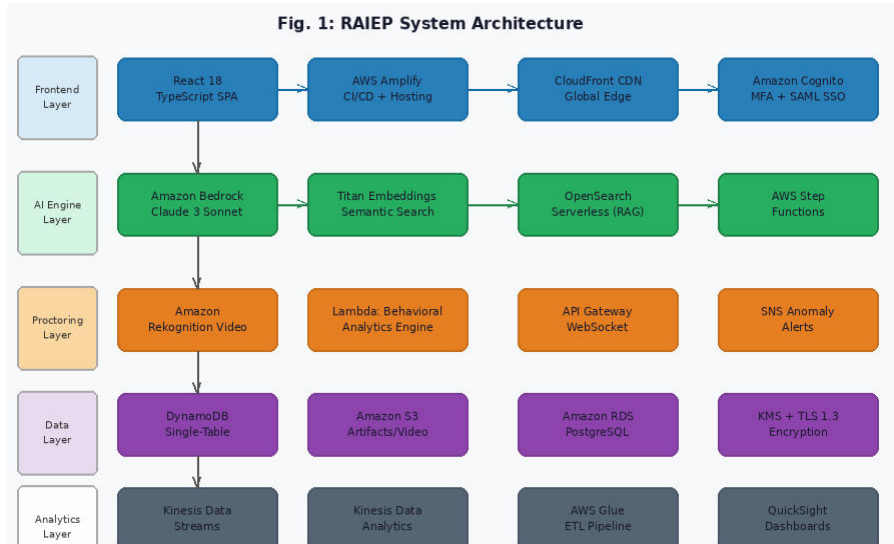 Fig. 1: RAIEP System Architecture
Frontend
Layer
React 18
TypeScript SPA
AWS Amplify
CI/CD + Hosting
CloudFront CDN
Global Edge
Amazon Cognito
MFA + SAML SSO
AI Engine
Layer
Amazon Bedrock
Claude 3 Sonnet
Titan Embeddings
Semantic Search
OpenSearch
Serverless (RAG)
AWS Step
Functions
Proctoring
Layer
Amazon
Rekognition Video
Lambda: Behavioral
Analytics Engine
API Gateway
WebSocket
SNS Anomaly
Alerts
Data
Layer
DynamoDB
Single-Table
Amazon S3
Artifacts/Video
Amazon RDS
PostgreSQL
KMS + TLS 1.3
Encryption
Analytics
Layer
Kinesis Data
Streams
Kinesis Data
Analytics
AWS Glue
ETL Pipeline
QuickSight
Dashboards